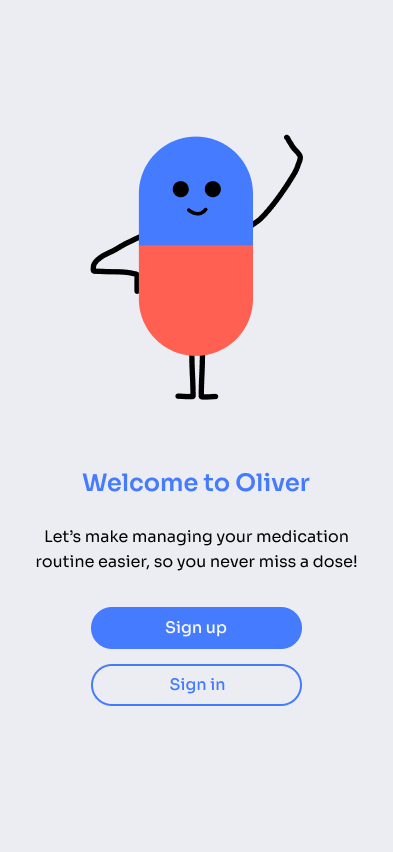 Welcome to Oliver
Let’s make managing your medication
routine easier, so you never miss a dose!
Sign up
Sign in